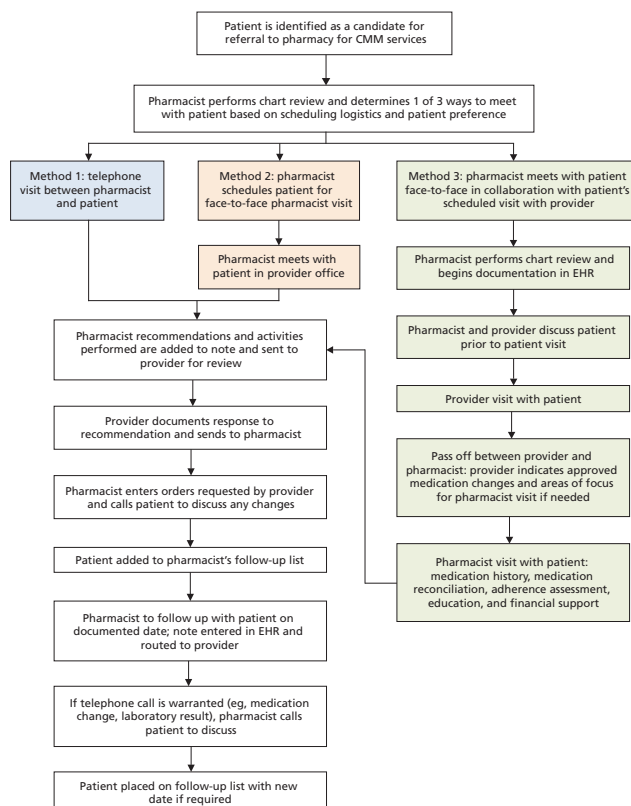 Patient is identified as a candidate for
referral to pharmacy for CMM services
Pharmacist performs chart review and determines 1 of 3 ways to meet
with patient based on scheduling logistics and patient preference
Method 1: telephone
visit between pharmacist
and patient
Method 2: pharmacist
schedules patient for
face-to-face pharmacist visit
Method 3: pharmacist meets with patient
face-to-face in collaboration with patient's
scheduled visit with provider
Pharmacist meets with
patient in provider office
Pharmacist performs chart review and
begins documentation in EHR
Pharmacist and provider discuss patient
prior to patient visit
Provider visit with patient
Pass off between provider and
pharmacist: provider indicates approved
medication changes and areas of focus
for pharmacist visit if needed
Pharmacist visit with patient:
medication history, medication
reconciliation, adherence assessment,
education, and financial support
Pharmacist recommendations and activities
performed are added to note and sent to
provider for review
Provider documents response to
recommendation and sends to pharmacist
Pharmacist enters orders requested by provider
and calls patient to discuss any changes
Patient added to pharmacist's follow-up list
Pharmacist to follow up with patient on
documented date; note entered in EHR and
routed to provider
If telephone call is warranted (eg, medication
change, laboratory result), pharmacist calls
patient to discuss
Patient placed on follow-up list with new
date if required